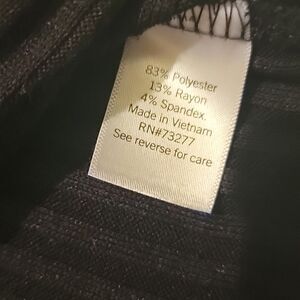 83% Polyester
13% Rayon
4% Spandex
Made in Vietnam
RN#73277
See reverse for care